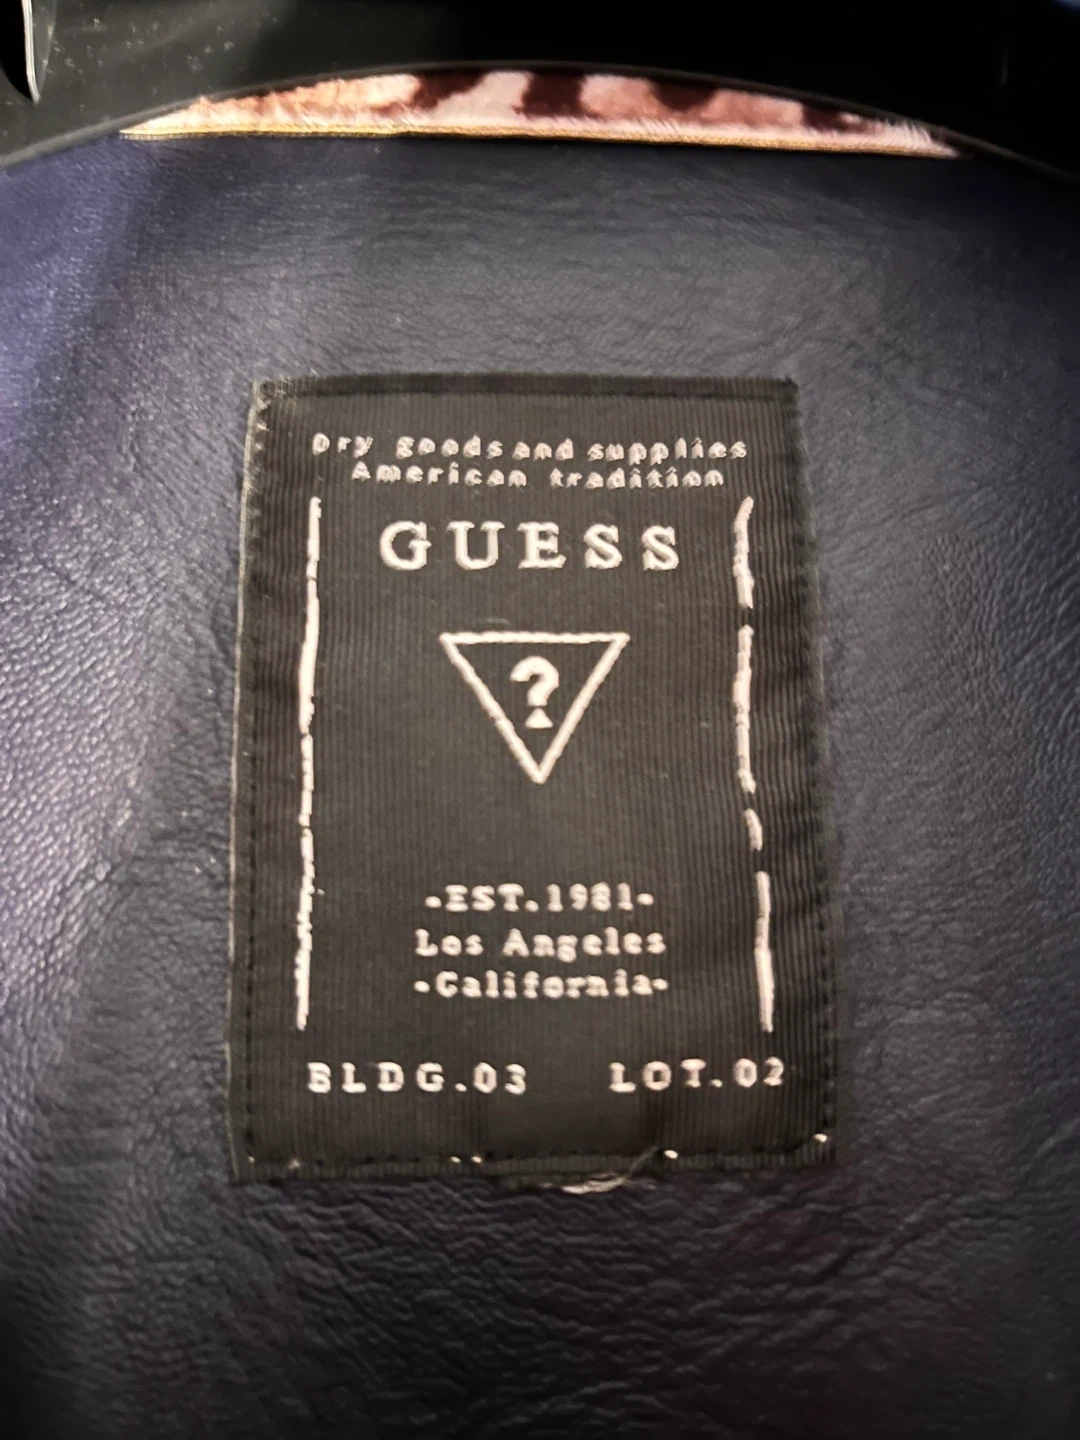 Dry goods and supplies
American tradition
GUESS
?
-EST.1981-
Los Angeles
-California-
BLDG.03 LOT.02